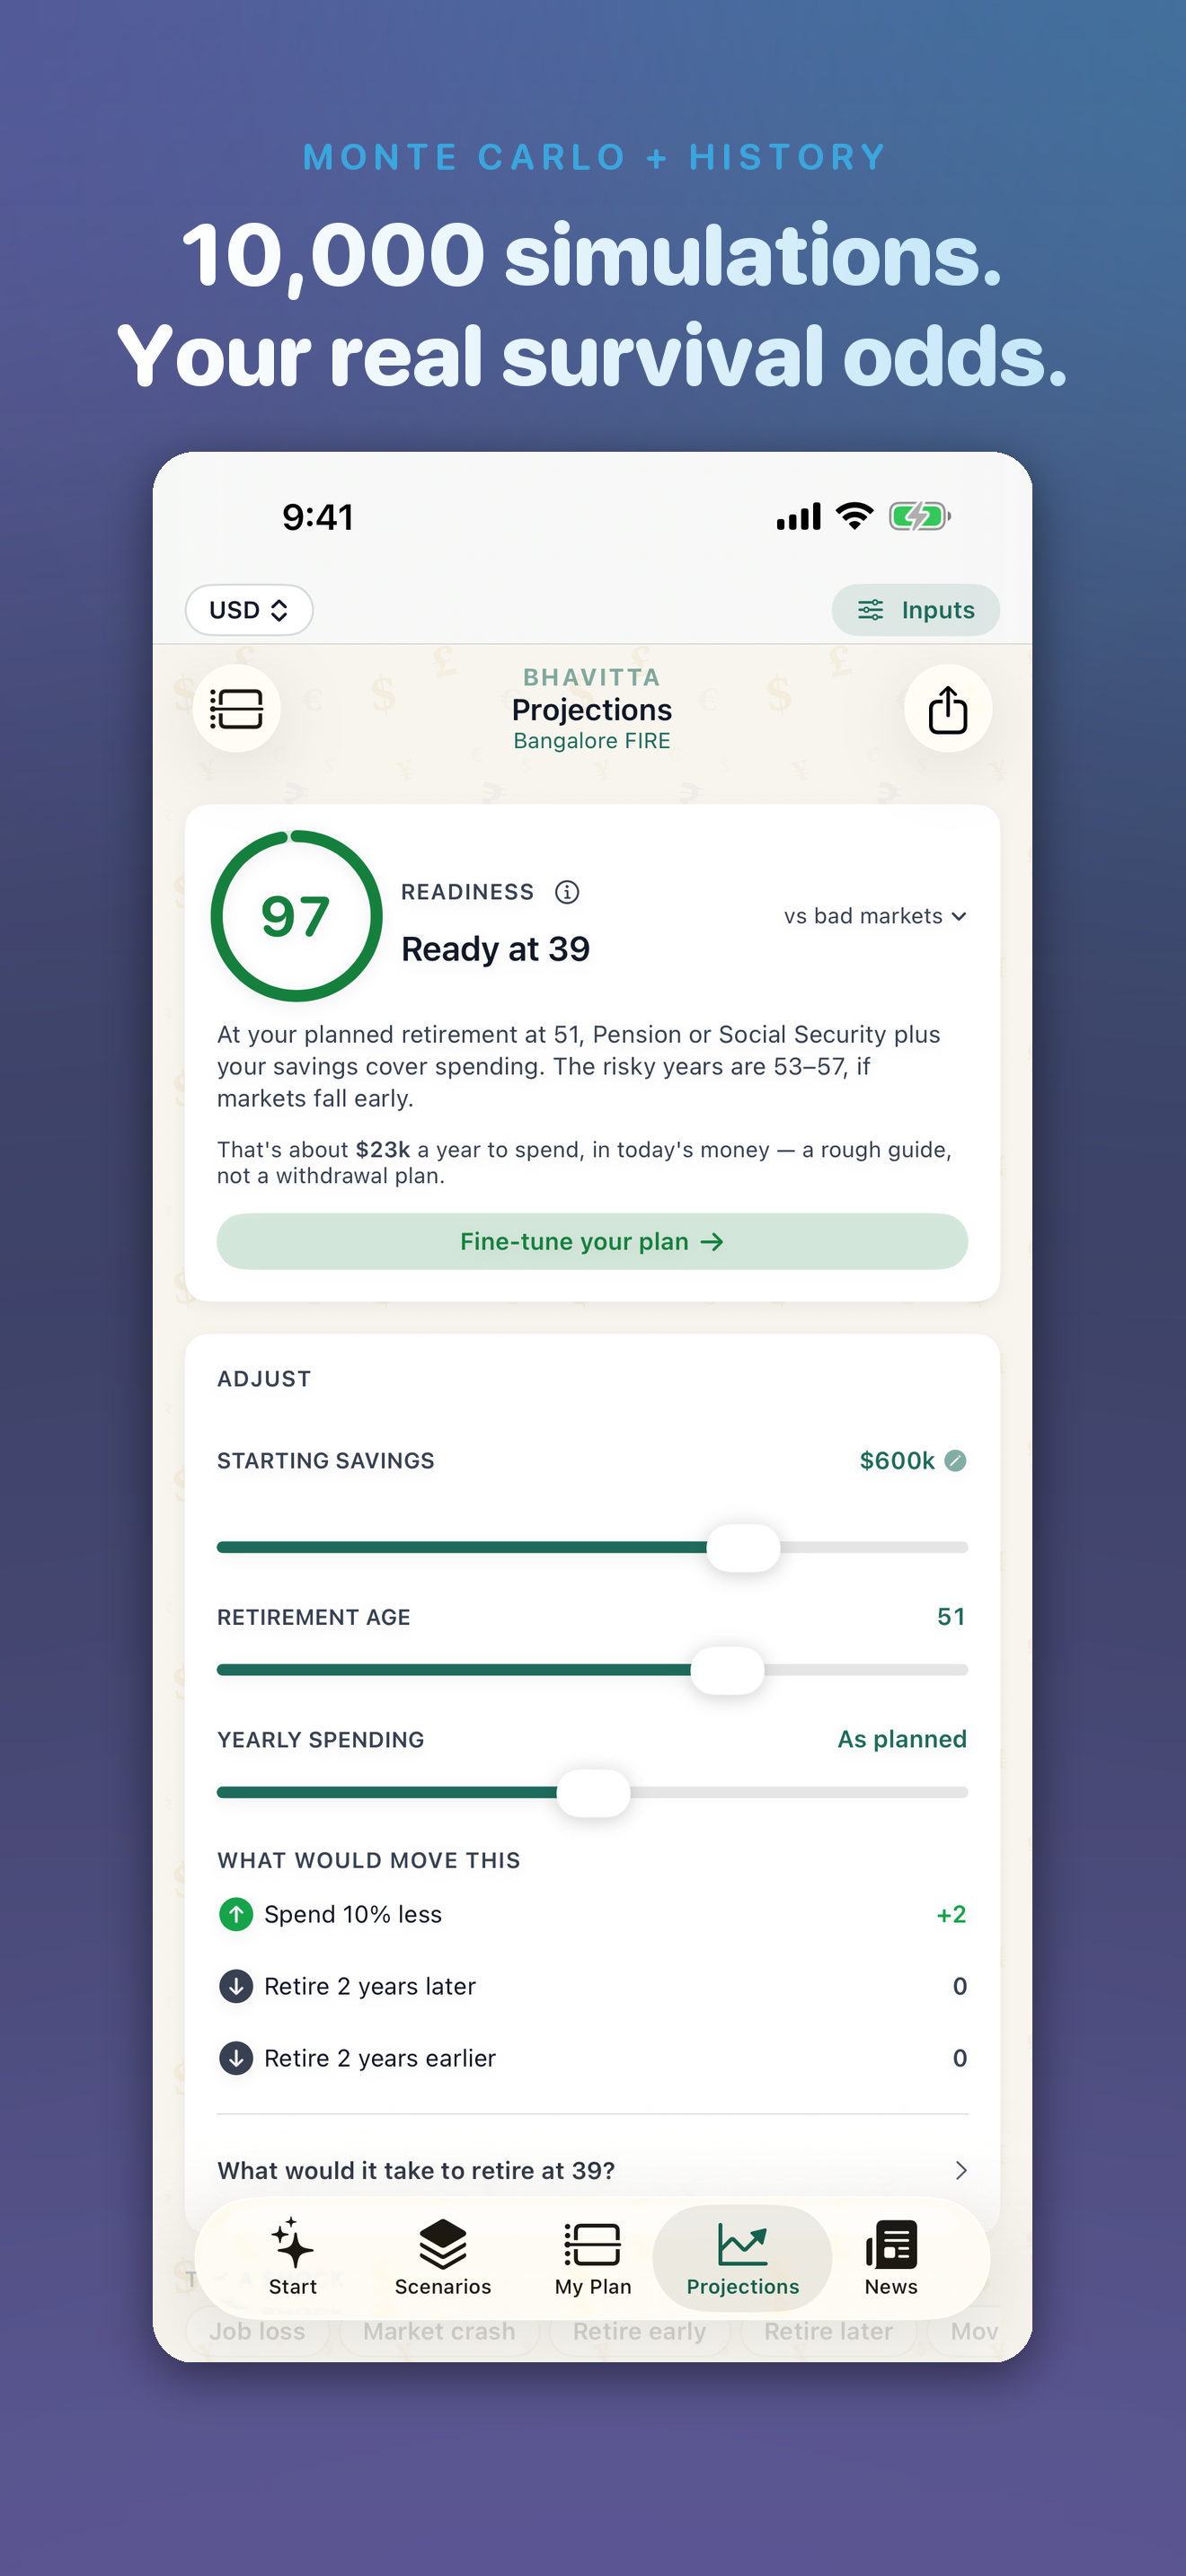 MONTE CARLO + HISTORY
10,000 simulations.
Your real survival odds.
9:41
USD
Inputs
BHAVITTA
Projections
Bangalore FIRE
97
READINESS
Ready at 39
vs bad markets
At your planned retirement at 51, Pension or Social Security plus
your savings cover spending. The risky years are 53–57, if
markets fall early.
That's about $23k a year to spend, in today's money — a rough guide,
not a withdrawal plan.
Fine-tune your plan →
ADJUST
STARTING SAVINGS
$600k
RETIREMENT AGE
51
YEARLY SPENDING
As planned
WHAT WOULD MOVE THIS
Spend 10% less
+2
Retire 2 years later
0
Retire 2 years earlier
0
What would it take to retire at 39?
Start
Scenarios
My Plan
Projections
News
Job loss
Market crash
Retire early
Retire later
Mov